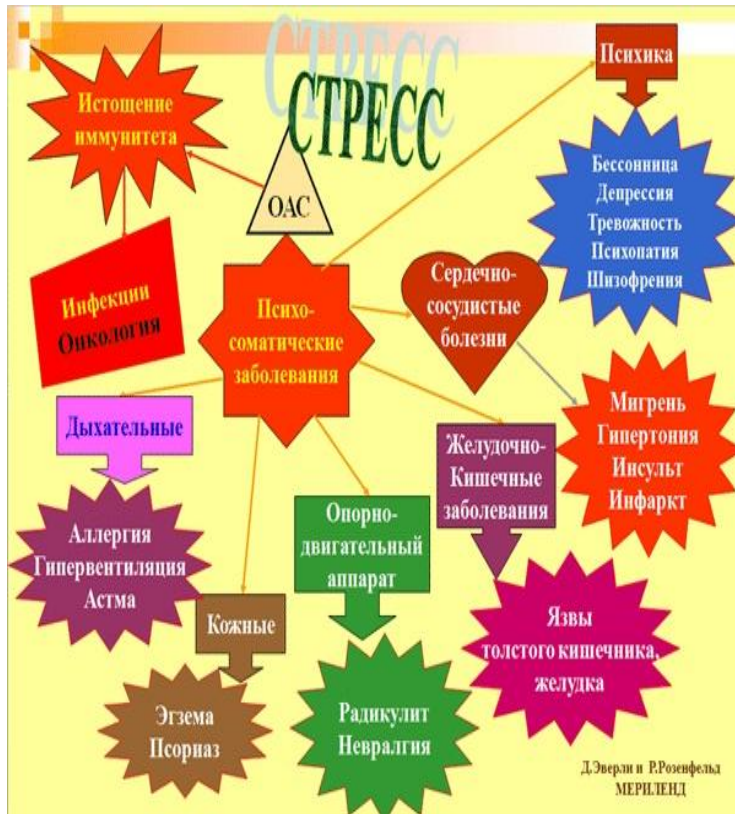 СТРЕСС
Психика
Истощение
иммунитета
ОАС
Бессонница
Депрессия
Тревожность
Психопатия
Шизофрения
Инфекции
Онкология
Психо-
соматические
заболевания
Сердечно-
сосудистые
болезни
Мигрень
Гипертония
Инсульт
Инфаркт
Дыхательные
Желудочно-
Кишечные
заболевания
Аллергия
Гипервентиляция
Астма
Опорно-
двигательный
аппарат
Кожные
Язвы
толстого кишечника,
желудка
Эгзема
Псориаз
Радикулит
Невралгия
Д.Эверли и Р.Розенфельд
МЕРИЛЕНД